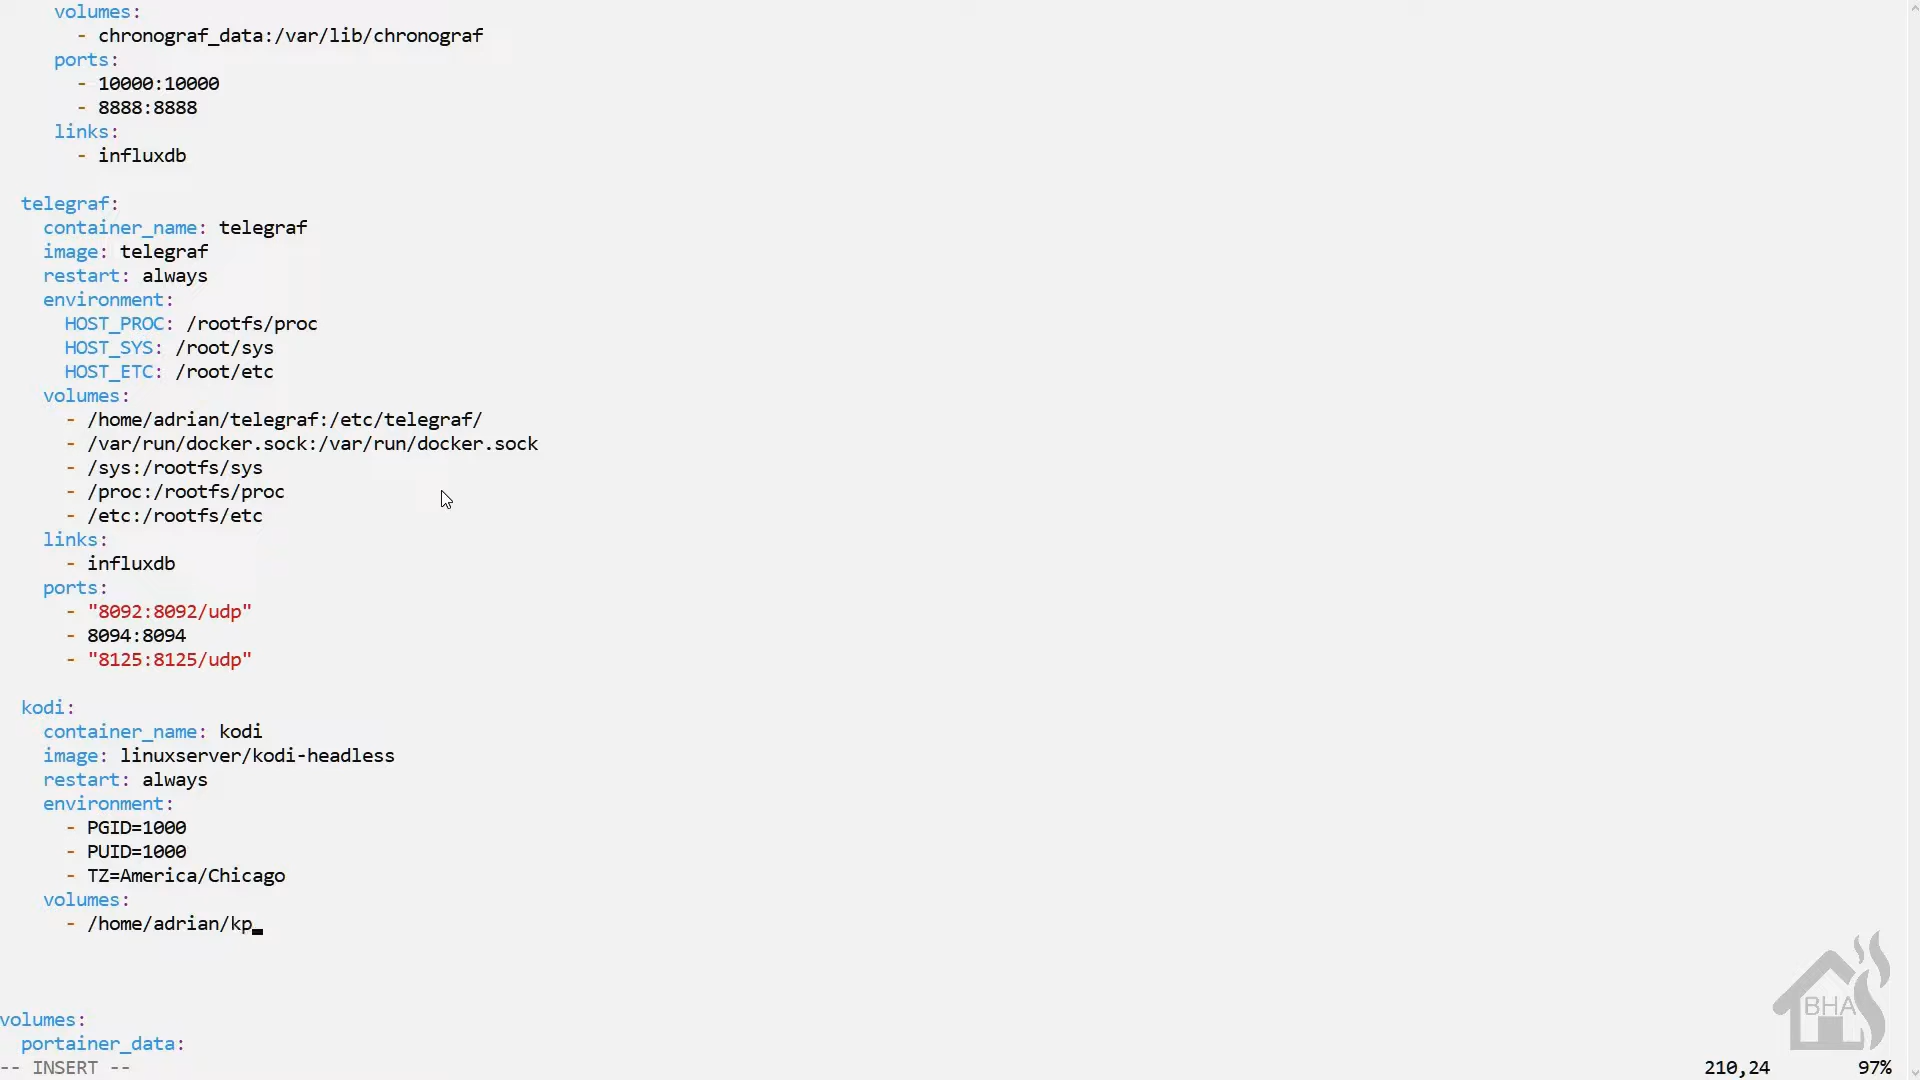 volumes:
- chronograf_data:/var/lib/chronograf
ports:
- 10000:10000
- 8888:8888
links:
- influxdb
telegraf:
container_name: telegraf
image: telegraf
restart: always
environment:
HOST_PROC: /rootfs/proc
HOST_SYS: /root/sys
HOST_ETC: /root/etc
volumes:
- /home/adrian/telegraf:/etc/telegraf/
- /var/run/docker.sock:/var/run/docker.sock
- /sys:/rootfs/sys
- /proc:/rootfs/proc
- /etc:/rootfs/etc
links:
- influxdb
ports:
- "8092:8092/udp"
- 8094:8094
- "8125:8125/udp"
kodi:
container_name: kodi
image: linuxserver/kodi-headless
restart: always
environment:
- PGID=1000
- PUID=1000
- TZ=America/Chicago
volumes:
- /home/adrian/kp
BHA
volumes:
portainer_data:
-- INSERT -- 210,24 97%